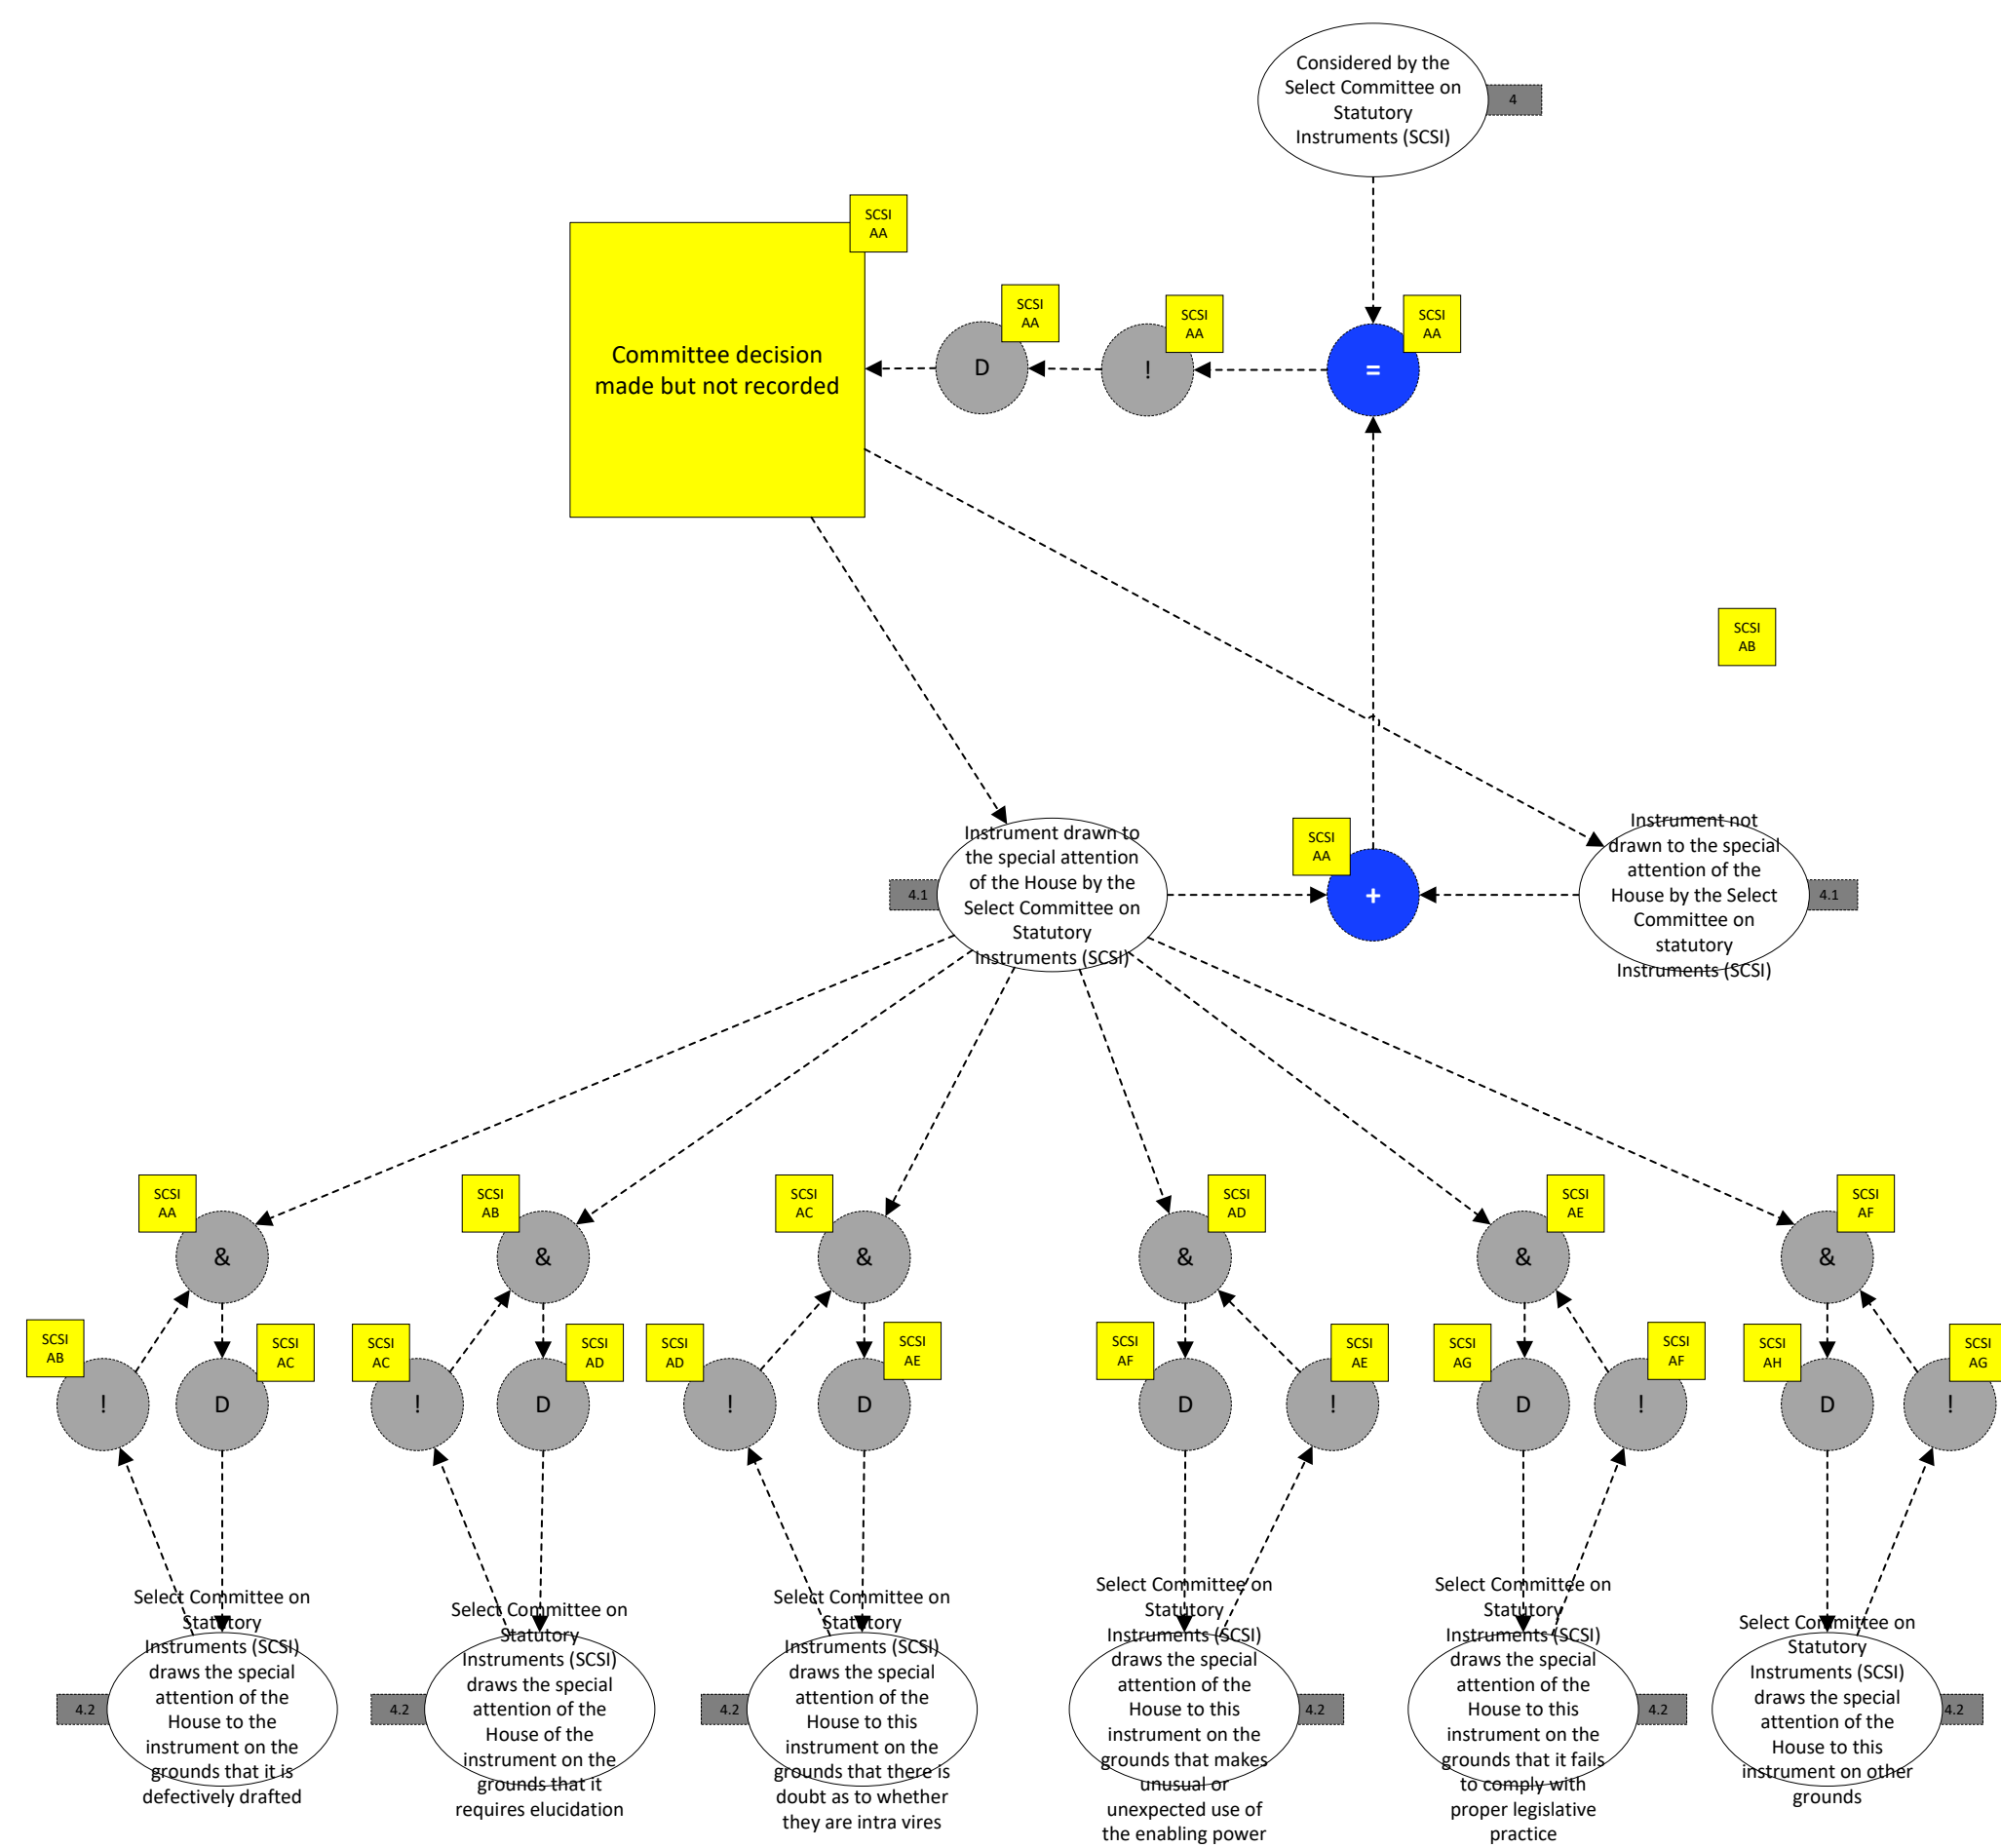 Considered by the
Select Committee on
Statutory
Instruments (SCSI)
4
SCSI
AA
Committee decision
made but not recorded
SCSI
AA
D
SCSI
AA
!
SCSI
AA
=
SCSI
AB
Instrument drawn to
the special attention
of the House by the
Select Committee on
Statutory
Instruments (SCSI)
4.1
SCSI
AA
+
Instrument not
drawn to the special
attention of the
House by the Select
Committee on
statutory
Instruments (SCSI)
4.1
SCSI
AA
&
SCSI
AB
&
SCSI
AC
&
SCSI
AD
&
SCSI
AE
&
SCSI
AF
&
SCSI
AB
!
SCSI
AC
D
SCSI
AC
!
SCSI
AD
D
SCSI
AD
!
SCSI
AE
D
SCSI
AF
D
SCSI
AE
!
SCSI
AG
D
SCSI
AF
!
SCSI
AH
D
SCSI
AG
!
Select Committee on
Statutory
Instruments (SCSI)
draws the special
attention of the
House to the
instrument on the
grounds that it is
defectively drafted
4.2
Select Committee on
Statutory
Instruments (SCSI)
draws the special
attention of the
House of the
instrument on the
grounds that it
requires elucidation
4.2
Select Committee on
Statutory
Instruments (SCSI)
draws the special
attention of the
House to this
instrument on the
grounds that there is
doubt as to whether
they are intra vires
4.2
Select Committee on
Statutory
Instruments (SCSI)
draws the special
attention of the
House to this
instrument on the
grounds that makes
unusual or
unexpected use of
the enabling power
4.2
Select Committee on
Statutory
Instruments (SCSI)
draws the special
attention of the
House to this
instrument on the
grounds that it fails
to comply with
proper legislative
practice
4.2
Select Committee on
Statutory
Instruments (SCSI)
draws the special
attention of the
House to this
instrument on other
grounds
4.2